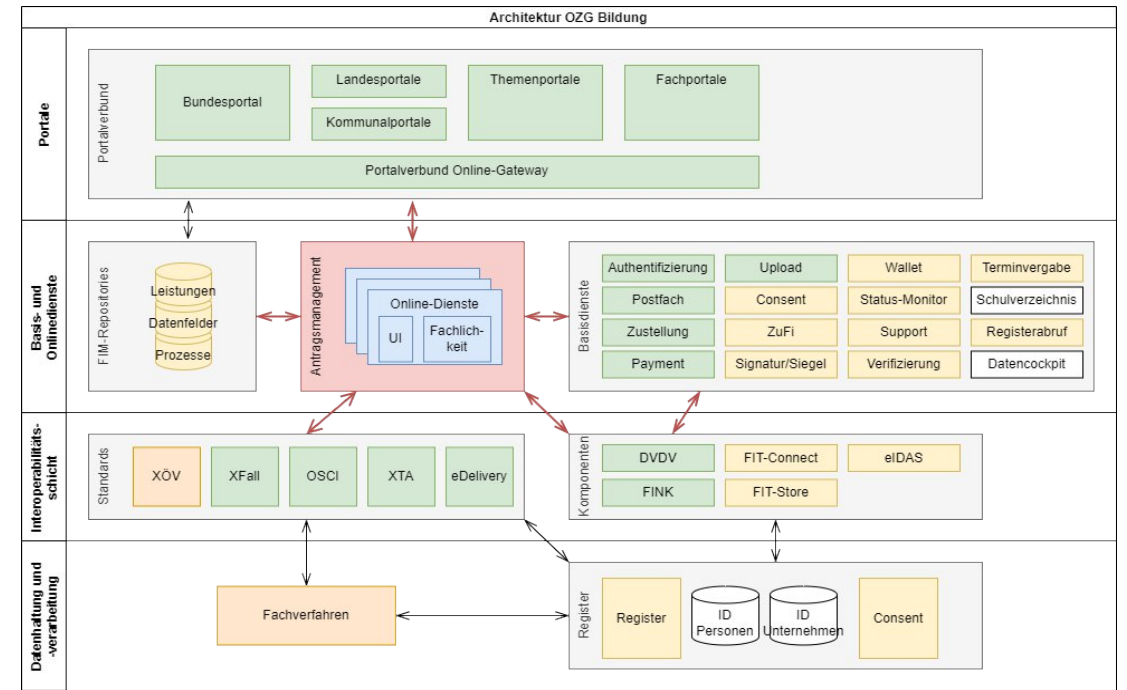 Architektur OZG Bildung
Portale
Portalverbund
Bundesportal
Landesportale
Kommunalportale
Themenportale
Fachportale
Portalverbund Online-Gateway
Basis- und
Onlinedienste
FIM-Repositories
Leistungen
Datenfelder
Prozesse
Antragsmanagement
Online-Dienste
UI
Fachlich-
keit
Basisdienste
Authentifizierung
Upload
Wallet
Terminvergabe
Postfach
Consent
Status-Monitor
Schulverzeichnis
Zustellung
ZuFi
Support
Registerabruf
Payment
Signatur/Siegel
Verifizierung
Datencockpit
Interoperabilitäts-
schicht
Standards
XÖV
XFall
OSCI
XTA
eDelivery
Komponenten
DVDV
FIT-Connect
eIDAS
FINK
FIT-Store
Datenhaltung und
-verarbeitung
Fachverfahren
Register
Register
ID
Personen
ID
Unternehmen
Consent